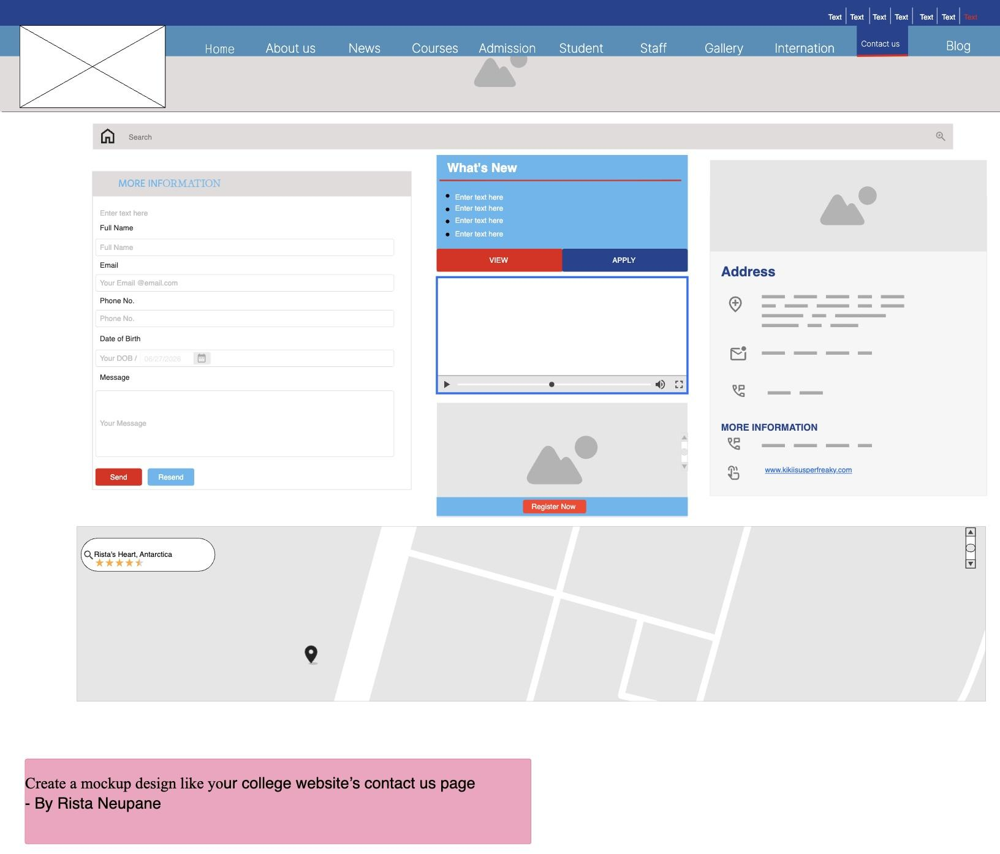 Text Text Text Text Text Text Text
Home About us News Courses Admission Student Staff Gallery Internation Contact us Blog
Search
MORE INFORMATION
Enter text here
Full Name
Full Name
Email
Your Email @email.com
Phone No.
Phone No.
Date of Birth
Your DOB / 06/27/2026
Message
Your Message
Send Resend
What's New
Enter text here
Enter text here
Enter text here
Enter text here
VIEW APPLY
Register Now
Address
MORE INFORMATION
www.kikiisusperfreaky.com
Rista's Heart, Antarctica
Create a mockup design like your college website’s contact us page
- By Rista Neupane